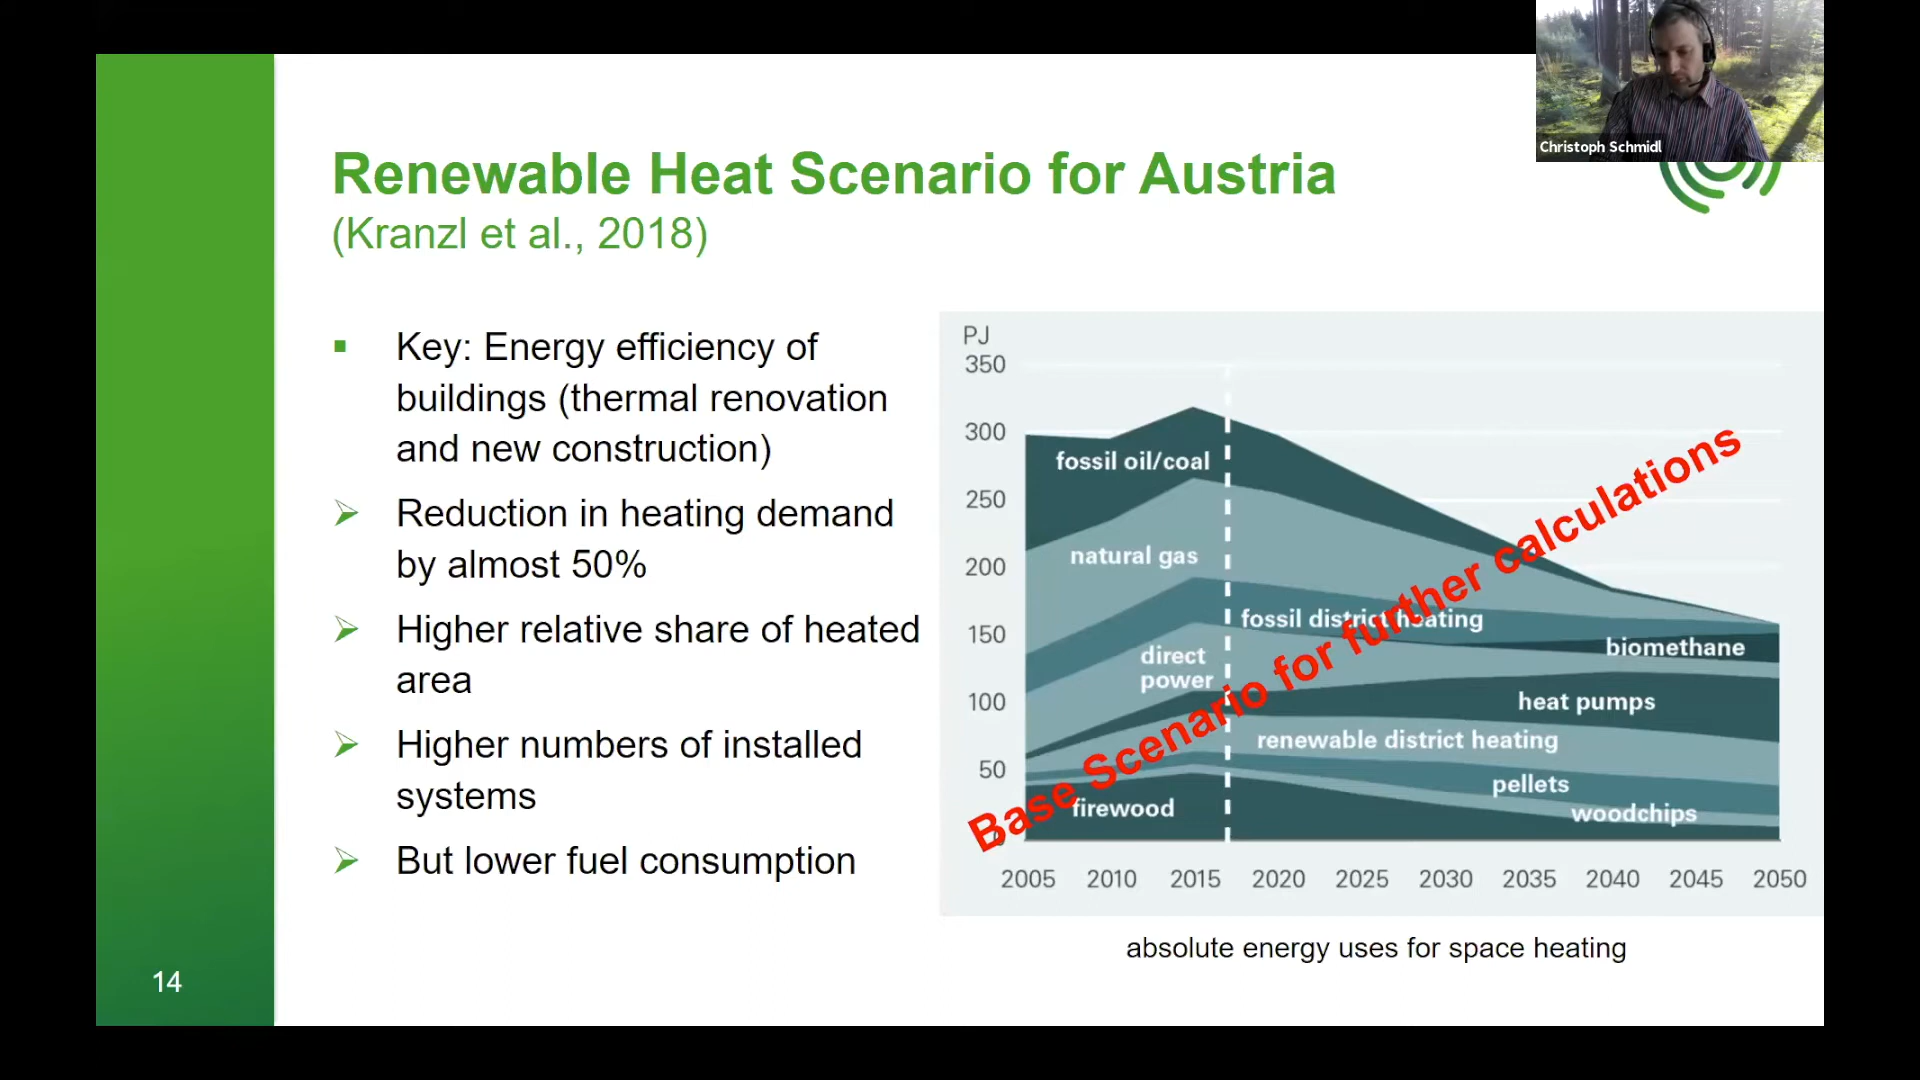 Christoph Schmidl
Renewable Heat Scenario for Austria
(Kranzl et al., 2018)
Key: Energy efficiency of
buildings (thermal renovation
and new construction)
Reduction in heating demand
by almost 50%
Higher relative share of heated
area
Higher numbers of installed
systems
But lower fuel consumption
14
PJ
350
300
250
200
150
100
50
0
fossil oil/coal
natural gas
fossil district heating
direct
power
biomethane
heat pumps
renewable district heating
pellets
woodchips
firewood
Base Scenario for further calculations
2005 2010 2015 2020 2025 2030 2035 2040 2045 2050
absolute energy uses for space heating